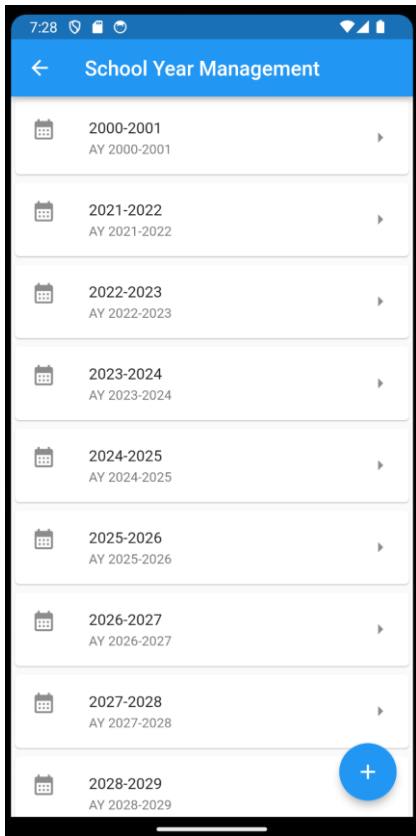 7:28
School Year Management
2000-2001
AY 2000-2001
2021-2022
AY 2021-2022
2022-2023
AY 2022-2023
2023-2024
AY 2023-2024
2024-2025
AY 2024-2025
2025-2026
AY 2025-2026
2026-2027
AY 2026-2027
2027-2028
AY 2027-2028
2028-2029
AY 2028-2029